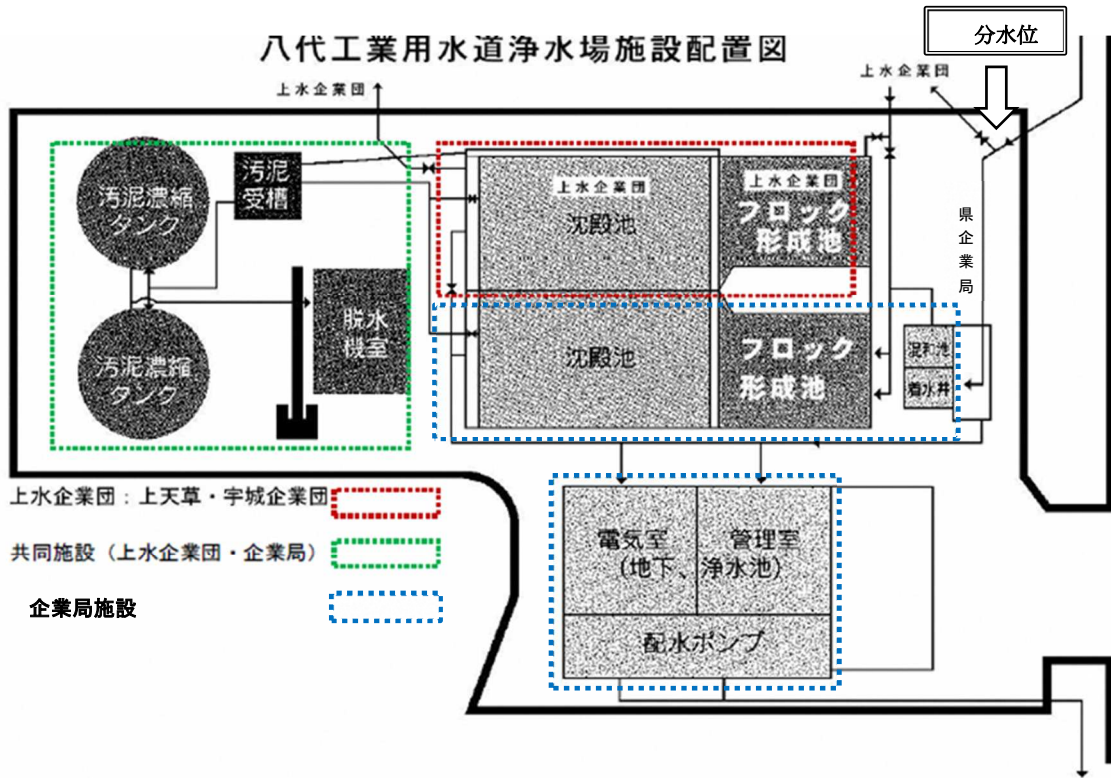 分水位
八代工業用水道浄水場施設配置図
上水企業団
上水企業団
汚泥濃縮
タンク
汚泥
受槽
上水企業団
沈殿池
上水企業団
フロック
形成池
県企業局
脱水
機室
汚泥濃縮
タンク
沈殿池
フロック
形成池
混和池
着水井
上水企業団：上天草・宇城企業団
共同施設（上水企業団・企業局）
企業局施設
電気室
管理室
（地下、浄水池）
配水ポンプ